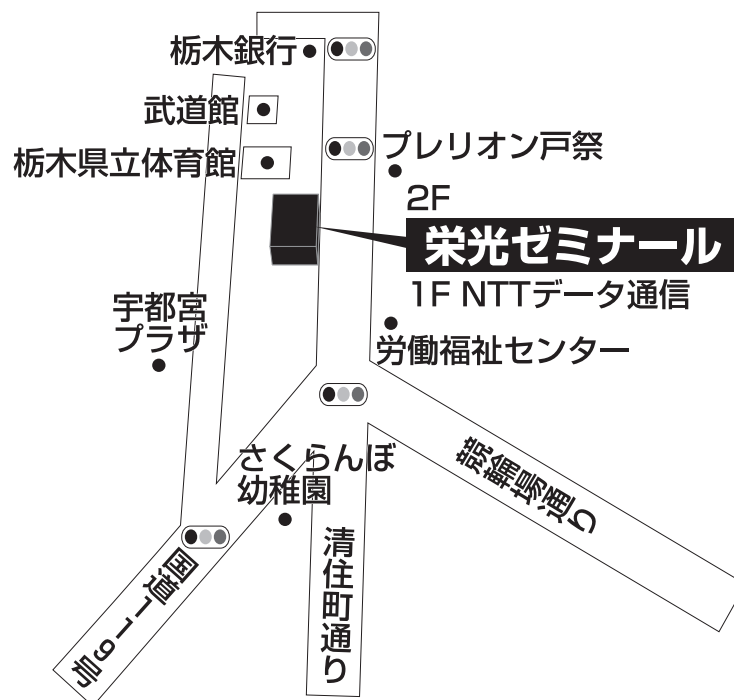 栃木銀行
武道館
プレリオン戸祭
栃木県立体育館
2F
栄光ゼミナール
1F NTTデータ通信
宇都宮
プラザ
労働福祉センター
さくらんぼ
幼稚園
競輪場通り
清住町通り
国道119号